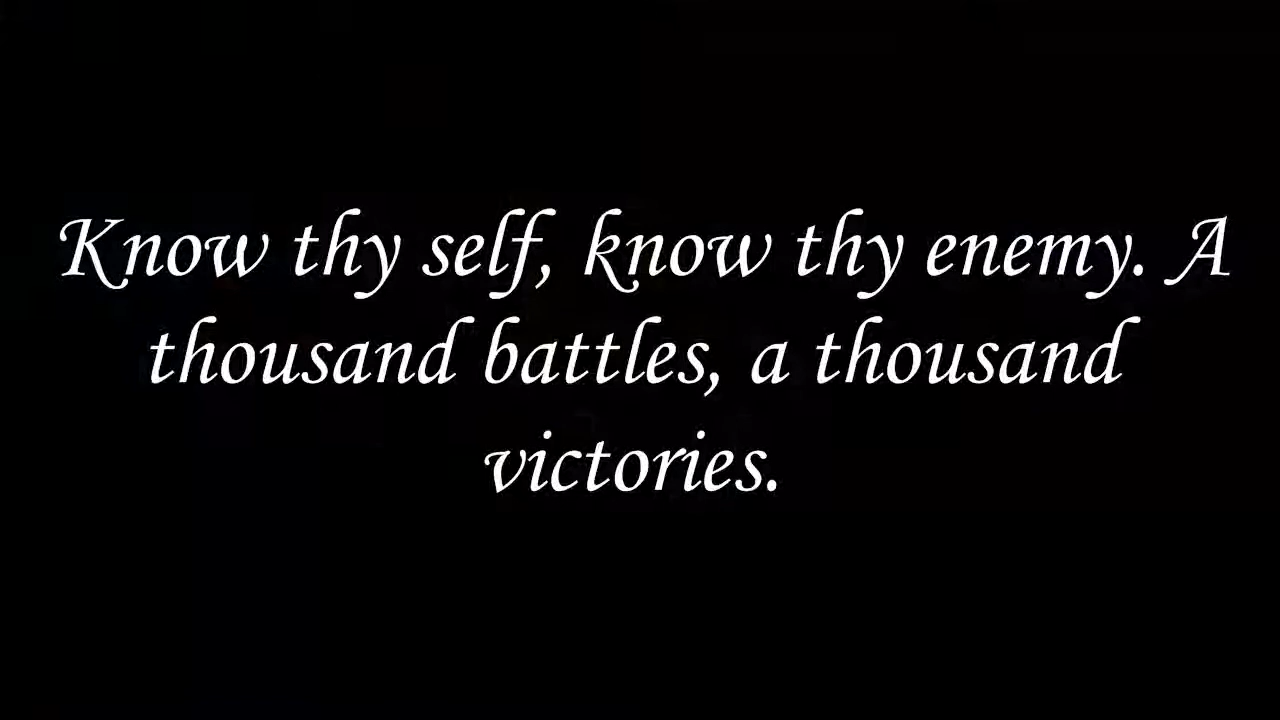 Know thy self, know thy enemy. A
thousand battles, a thousand
victories.